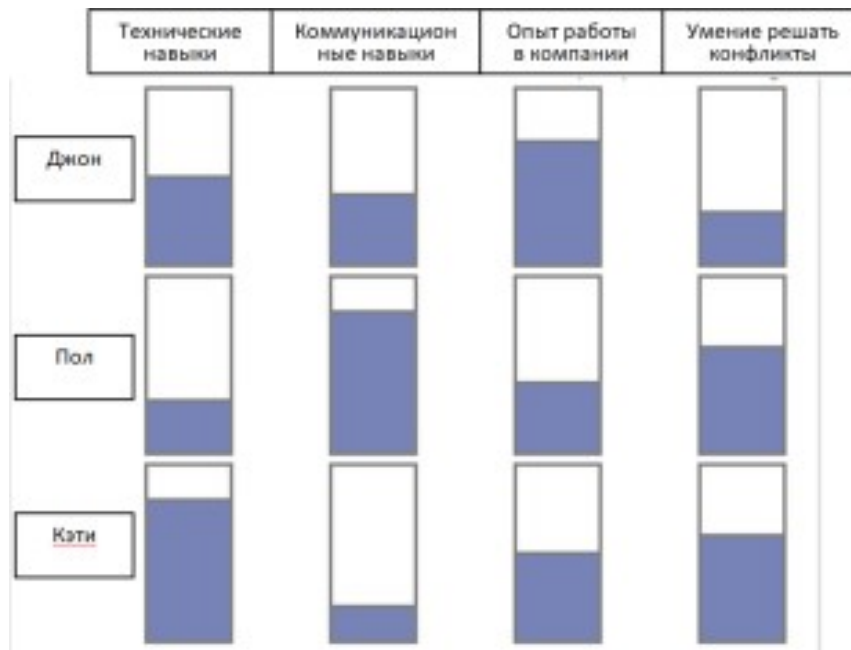 Технические
навыки
Коммуникацион
ные навыки
Опыт работы
в компании
Умение решать
конфликты
Джон
Пол
Кэти